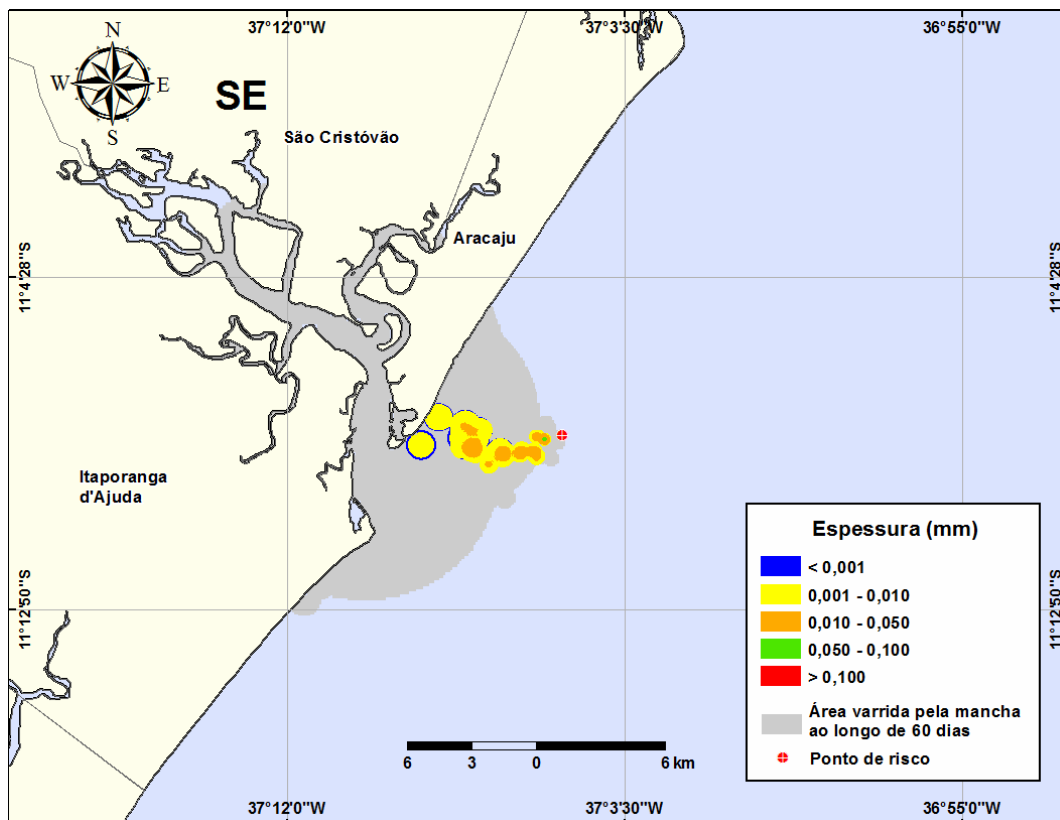 37°12'0"W
37°3'30"W
36°55'0"W
N
W
E
S
SE
São Cristóvão
Aracaju
11°4'28"S
11°4'28"S
Itaporanga
d'Ajuda
11°12'50"S
11°12'50"S
Espessura (mm)
< 0,001
0,001 - 0,010
0,010 - 0,050
0,050 - 0,100
> 0,100
Área varrida pela mancha
ao longo de 60 dias
Ponto de risco
6 3 0 6 km
37°12'0"W
37°3'30"W
36°55'0"W